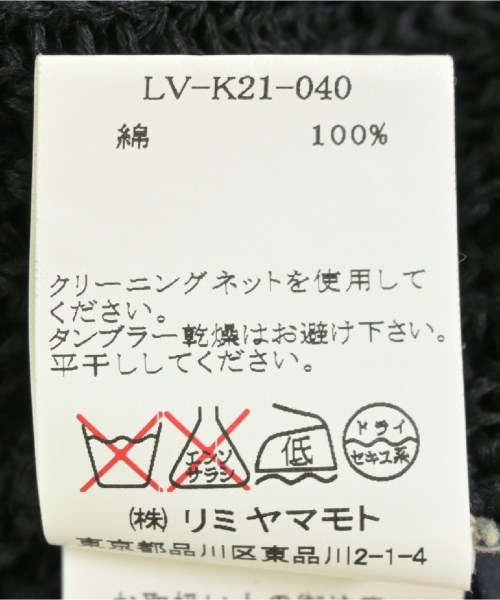 LV-K21-040
綿 100%
クリーニングネットを使用して
ください。
タンブラー乾燥はお避け下さい。
平干ししてください。
エンソ
サラシ
低
ドライ
セキユ系
(株) リミヤマモト
東京都品川区東品川2-1-4